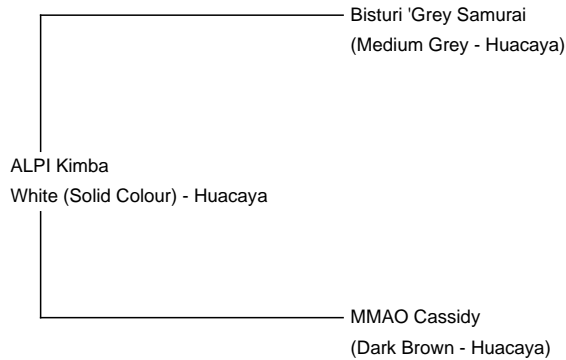 Bisturi 'Grey Samurai
(Medium Grey - Huacaya)
ALPI Kimba
White (Solid Colour) - Huacaya
MMAO Cassidy
(Dark Brown - Huacaya)